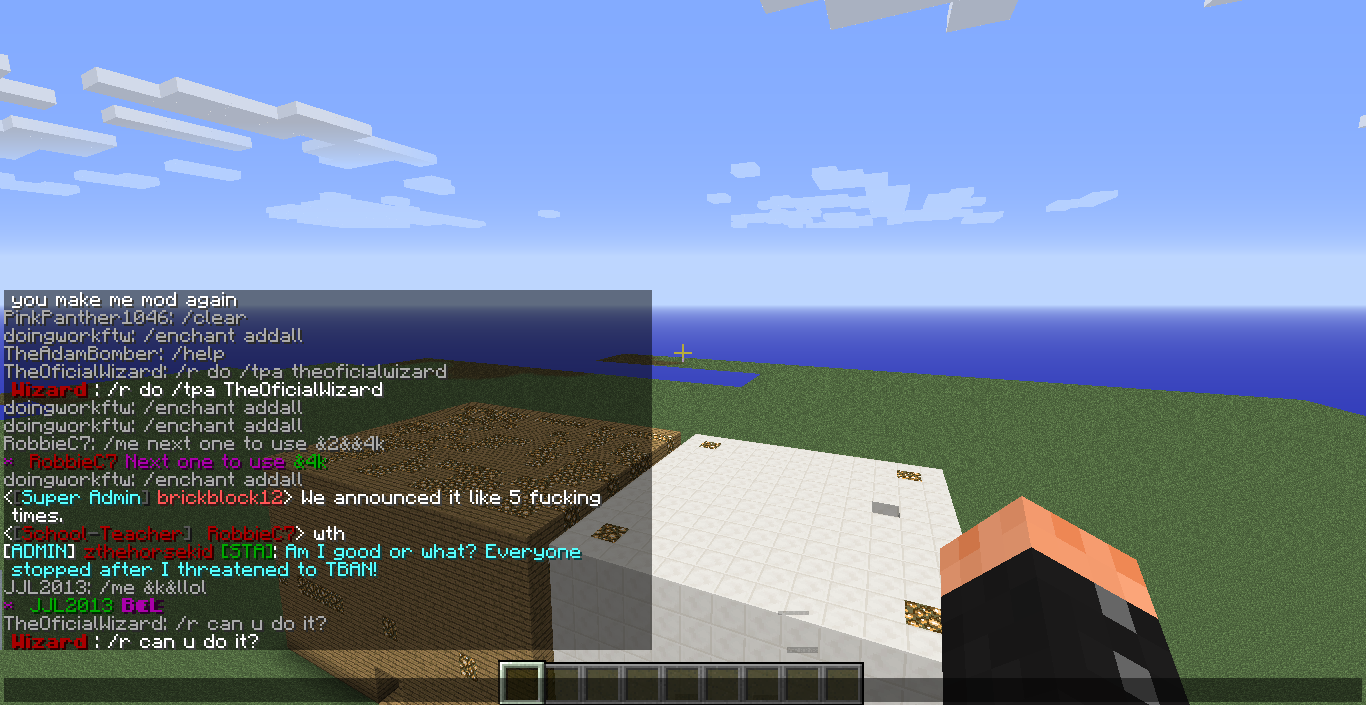 you make me mod again
PinkPanther1046: /clear
doingworkftw: /enchant addall
TheAdamBomber: /help
TheOficialWizard: /r do /tpa theoficialwizard
Wizard : /r do /tpa TheOficialWizard
doingworkftw: /enchant addall
doingworkftw: /enchant addall
RobbieC7: /me next one to use &2&&4k
* RobbieC7 Next one to use &4k
doingworkftw: /enchant addall
<[Super Admin] brickblock12> We announced it like 5 fucking
times.
<[School-Teacher] RobbieC7> wth
[ADMIN] zthehorsekid [STA]: Am I good or what? Everyone
stopped after I threatened to TBAN!
JJL2013: /me &k&llol
* JJL2013
TheOficialWizard: /r can u do it?
Wizard : /r can u do it?